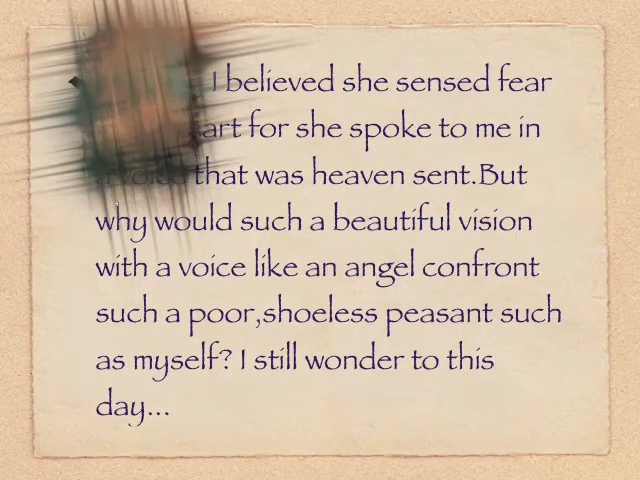 I believed she sensed fear
for she spoke to me in
that was heaven sent.But
why would such a beautiful vision
with a voice like an angel confront
such a poor,shoeless peasant such
as myself? I still wonder to this
day...